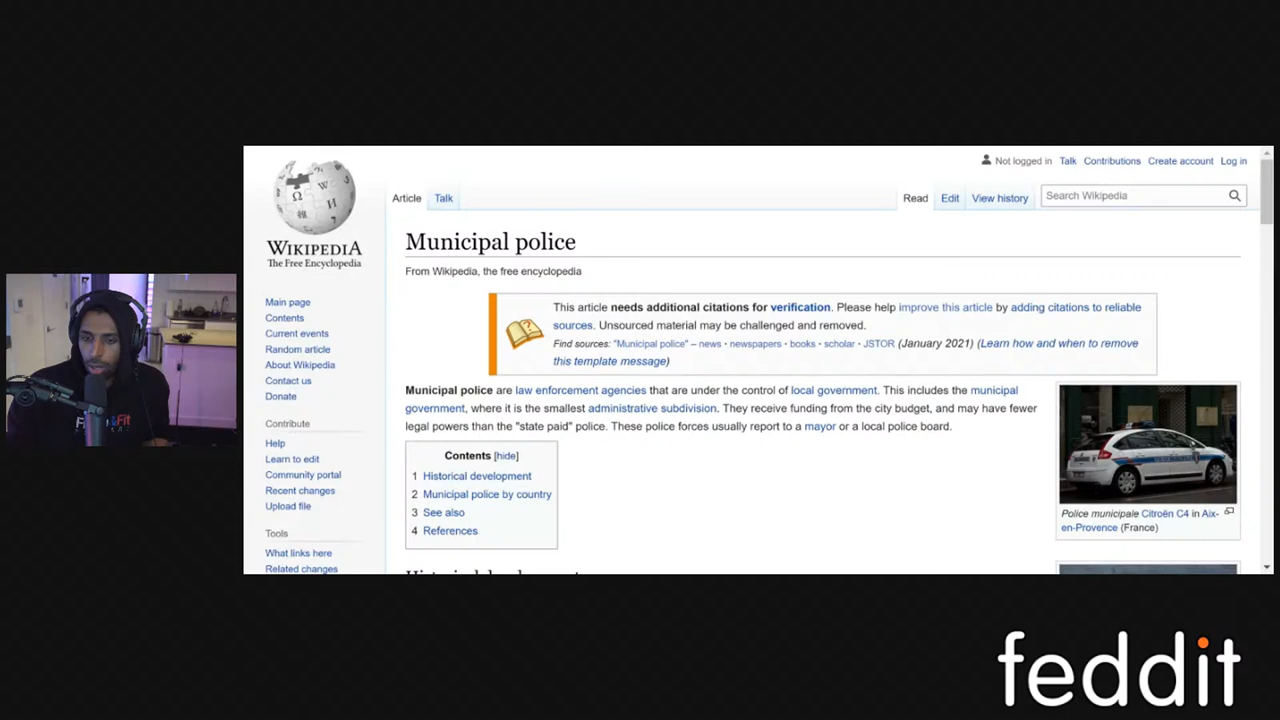 Not logged in Talk Contributions Create account Log in
Article Talk Read Edit View history Search Wikipedia
WIKIPEDIA
The Free Encyclopedia
Main page
Contents
Current events
Random article
About Wikipedia
Contact us
Donate
Contribute
Help
Learn to edit
Community portal
Recent changes
Upload file
Tools
What links here
Related changes
Municipal police
From Wikipedia, the free encyclopedia
This article needs additional citations for verification. Please help improve this article by adding citations to reliable
sources. Unsourced material may be challenged and removed.
Find sources: "Municipal police" – news · newspapers · books · scholar · JSTOR (January 2021) (Learn how and when to remove
this template message)
Municipal police are law enforcement agencies that are under the control of local government. This includes the municipal
government, where it is the smallest administrative subdivision. They receive funding from the city budget, and may have fewer
legal powers than the "state paid" police. These police forces usually report to a mayor or a local police board.
Contents [hide]
1 Historical development
2 Municipal police by country
3 See also
4 References
Police municipale Citroën C4 in Aix-
en-Provence (France)
feddit